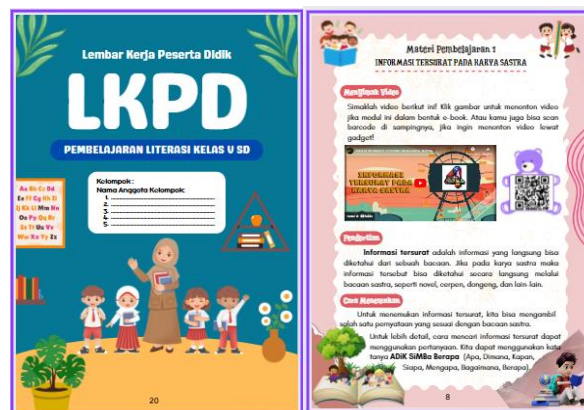 Lembar Kerja Peserta Didik
LKPD
PEMBELAJARAN LITERASI KELAS V SD
Kelompok :
Nama Anggota Kelompok:
1.
2.
3.
4.
5.
Aa Bb Cc Dd
Ee Ff Gg Hh Ii
Jj Kk Ll Mm Nn
Oo Pp Qq Rr
Ss Tt Uu Vv
Ww Xx Yy Zz
20
Materi Pembelajaran 1
INFORMASI TERSURAT PADA KARYA SASTRA
Menyimak Video
Simaklah video berikut ini! Klik gambar untuk menonton video
jika modul ini dalam bentuk e-book. Atau kamu juga bisa scan
barcode di sampingnya, jika ingin menonton video lewat
gadget!
INFORMASI
TERSURAT PADA
KARYA SASTRA
Pengertian
Informasi tersurat adalah informasi yang langsung bisa
diketahui dari sebuah bacaan. Jika pada karya sastra maka
informasi tersebut bisa diketahui secara langsung melalui
bacaan sastra, seperti novel, cerpen, dongeng, dan lain-lain.
Cara Menemukan
Untuk menemukan informasi tersurat, kita bisa mengambil
salah satu pernyataan yang sesuai dengan bacaan sastra.
Untuk lebih detail, cara mencari informasi tersurat dapat
menggunakan pertanyaan. Kita dapat menggunakan kata
tanya ADiK SiMBa Berapa (Apa, Dimana, Kapan,
Siapa, Mengapa, Bagaimana, Berapa).
8